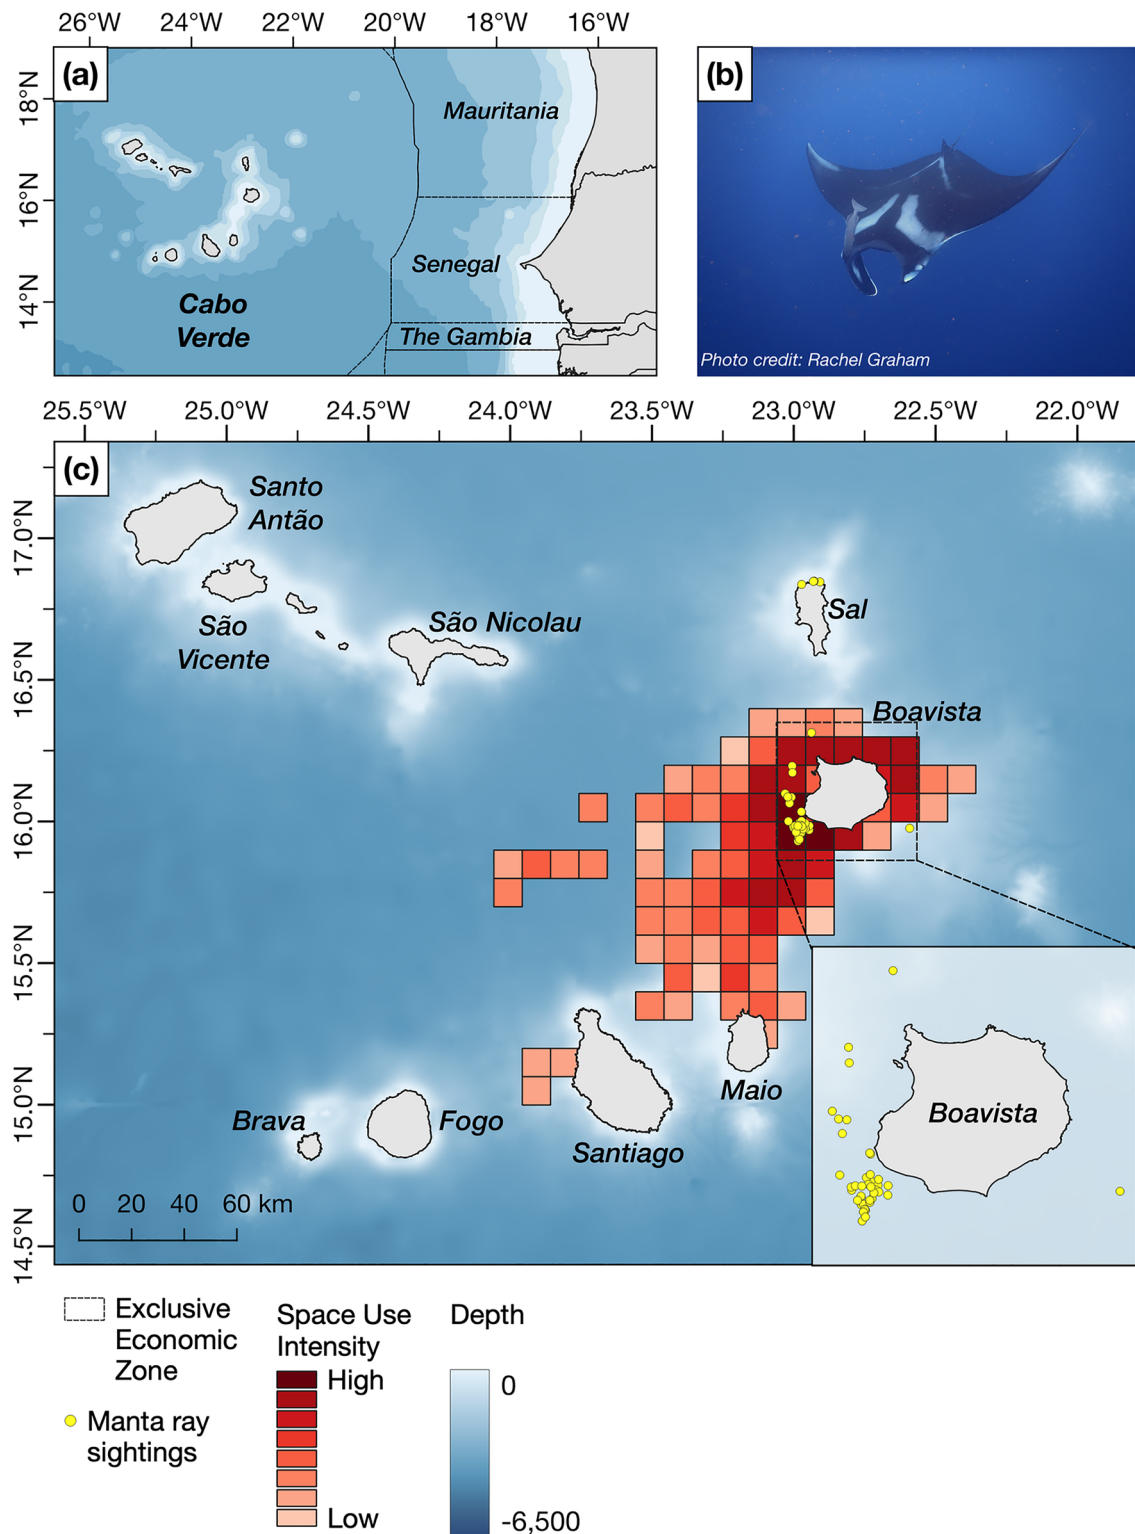 26°W 24°W 22°W 20°W 18°W 16°W
18°N
16°N
14°N
(a)
Mauritania
Senegal
The Gambia
Cabo
Verde
(b)
Photo credit: Rachel Graham
25.5°W 25.0°W 24.5°W 24.0°W 23.5°W 23.0°W 22.5°W 22.0°W
17.0°N
16.5°N
16.0°N
15.5°N
15.0°N
14.5°N
(c)
Santo
Antão
São
Vicente
São Nicolau
Sal
Boavista
Maio
Santiago
Fogo
Brava
Boavista
0 20 40 60 km
Exclusive
Economic
Zone
Manta ray
sightings
Space Use
Intensity
High
Low
Depth
0
-6,500